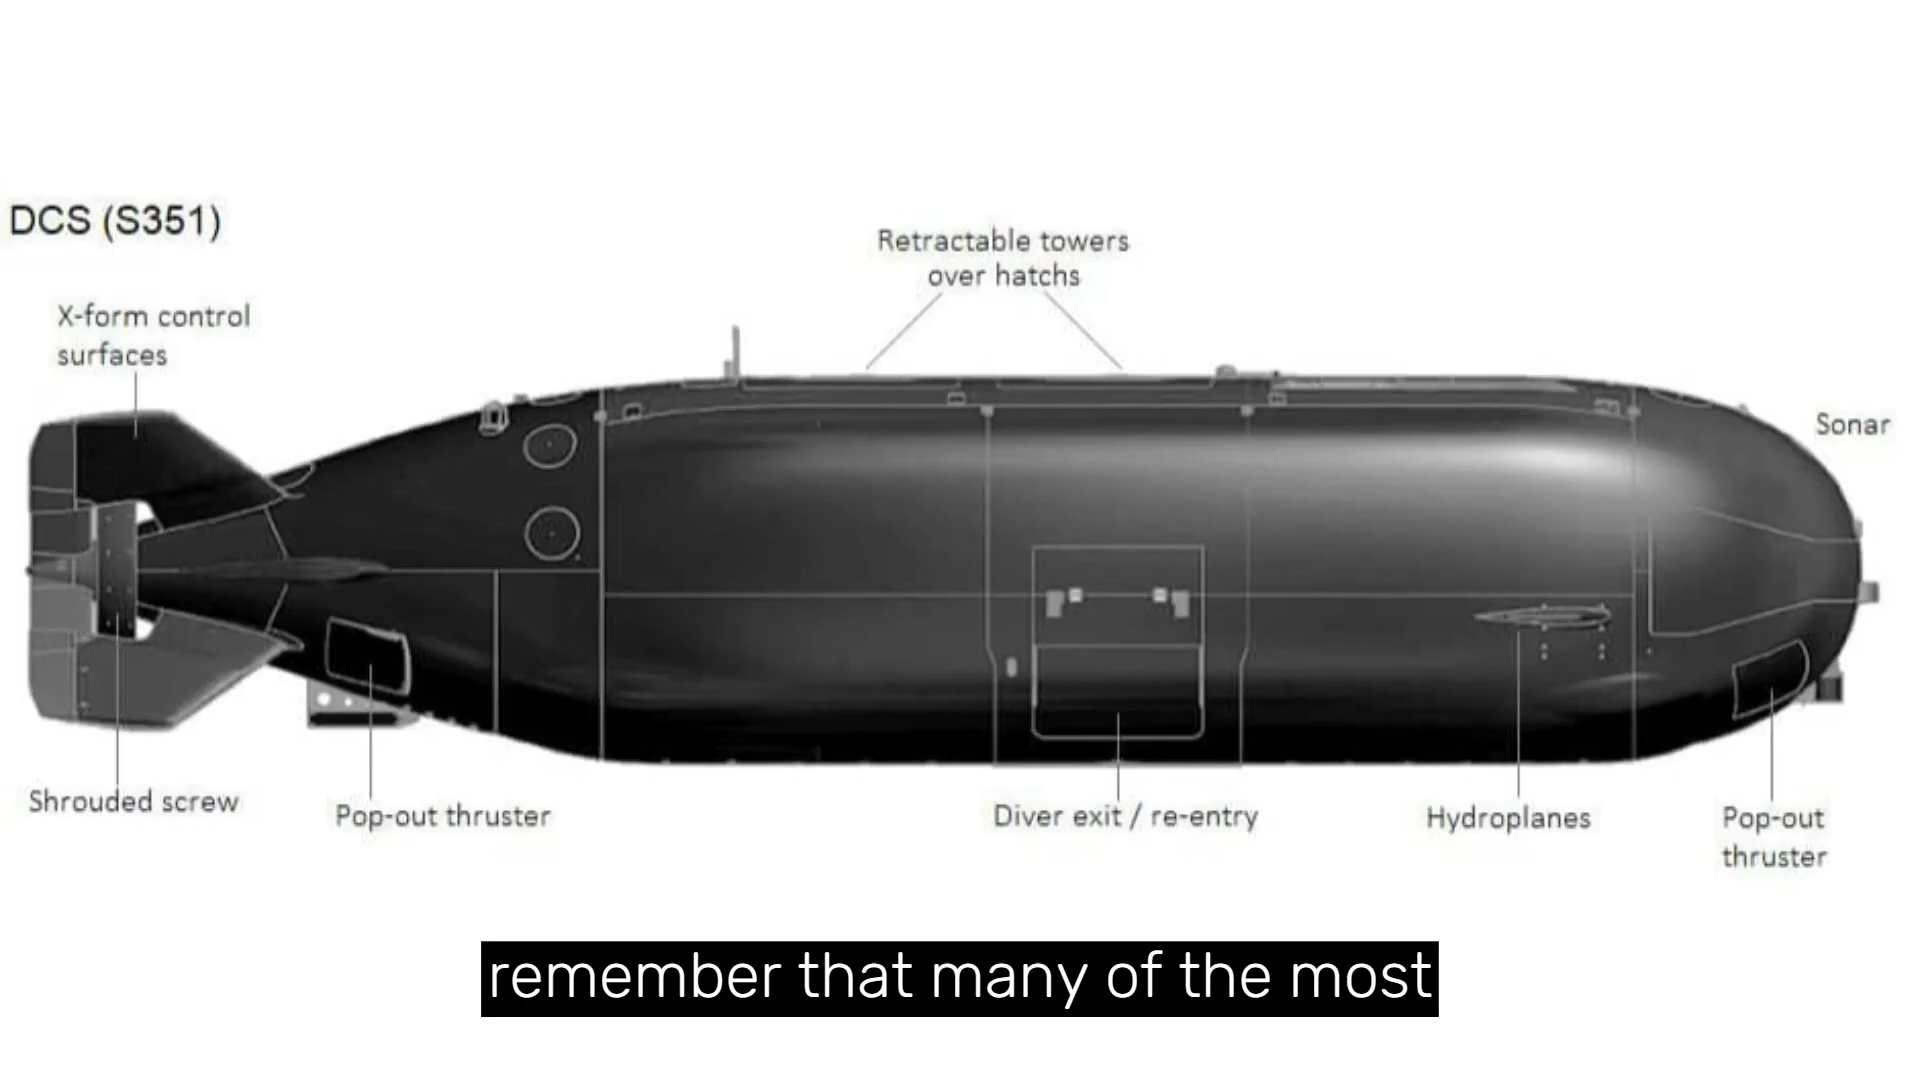 DCS (S351)
Retractable towers
over hatchs
X-form control
surfaces
Sonar
Shrouded screw
Pop-out thruster
Diver exit / re-entry
Hydroplanes
Pop-out
thruster
remember that many of the most